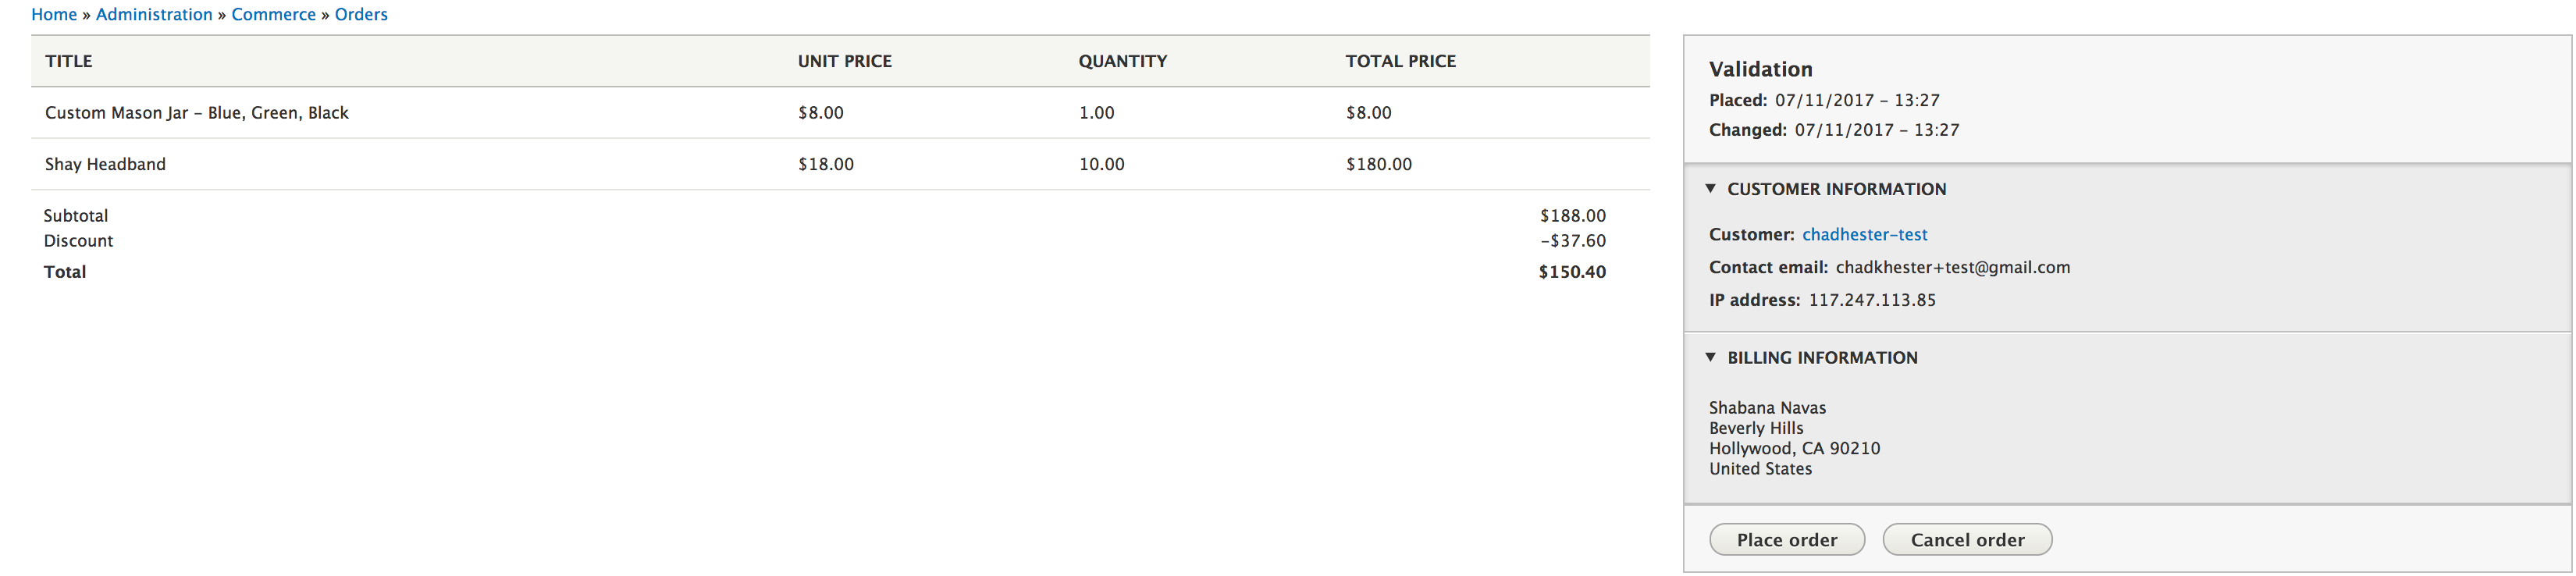 Home » Administration » Commerce » Orders
TITLE UNIT PRICE QUANTITY TOTAL PRICE
Custom Mason Jar – Blue, Green, Black $8.00 1.00 $8.00
Shay Headband $18.00 10.00 $180.00
Subtotal $188.00
Discount -$37.60
Total $150.40
Validation
Placed: 07/11/2017 – 13:27
Changed: 07/11/2017 – 13:27
▼ CUSTOMER INFORMATION
Customer: chadhester-test
Contact email: chadkhester+test@gmail.com
IP address: 117.247.113.85
▼ BILLING INFORMATION
Shabana Navas
Beverly Hills
Hollywood, CA 90210
United States
Place order Cancel order